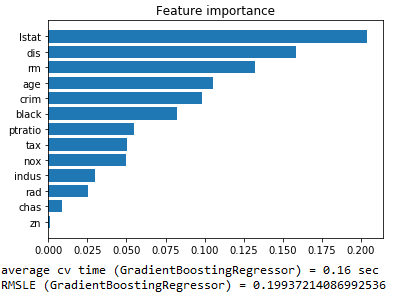 Feature importance
lstat
dis
rm
age
crim
black
ptratio
tax
nox
indus
rad
chas
zn
0.000 0.025 0.050 0.075 0.100 0.125 0.150 0.175 0.200
average cv time (GradientBoostingRegressor) = 0.16 sec
RMSLE (GradientBoostingRegressor) = 0.19937214086992536